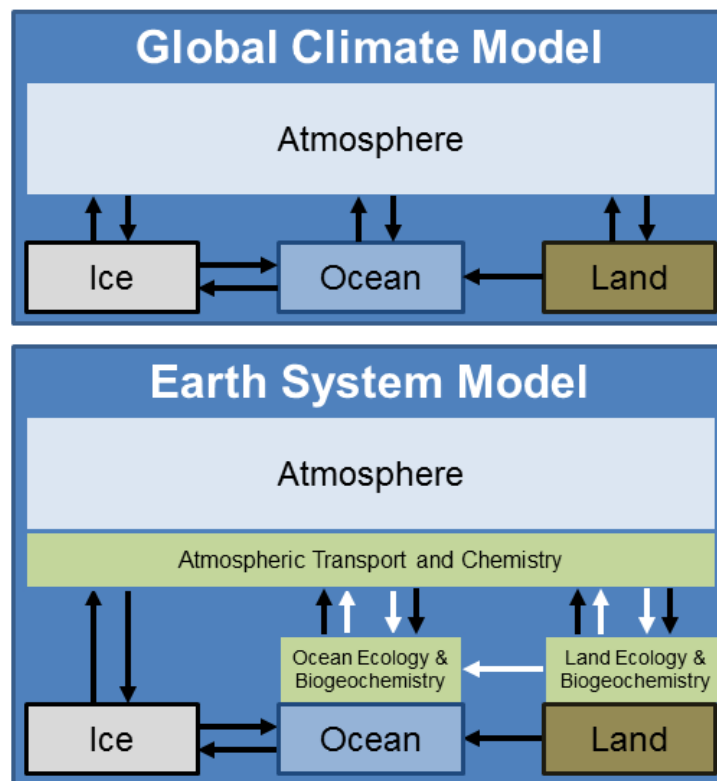 Global Climate Model
Atmosphere
Ice
Ocean
Land
Earth System Model
Atmosphere
Atmospheric Transport and Chemistry
Ocean Ecology &
Biogeochemistry
Land Ecology &
Biogeochemistry
Ice
Ocean
Land